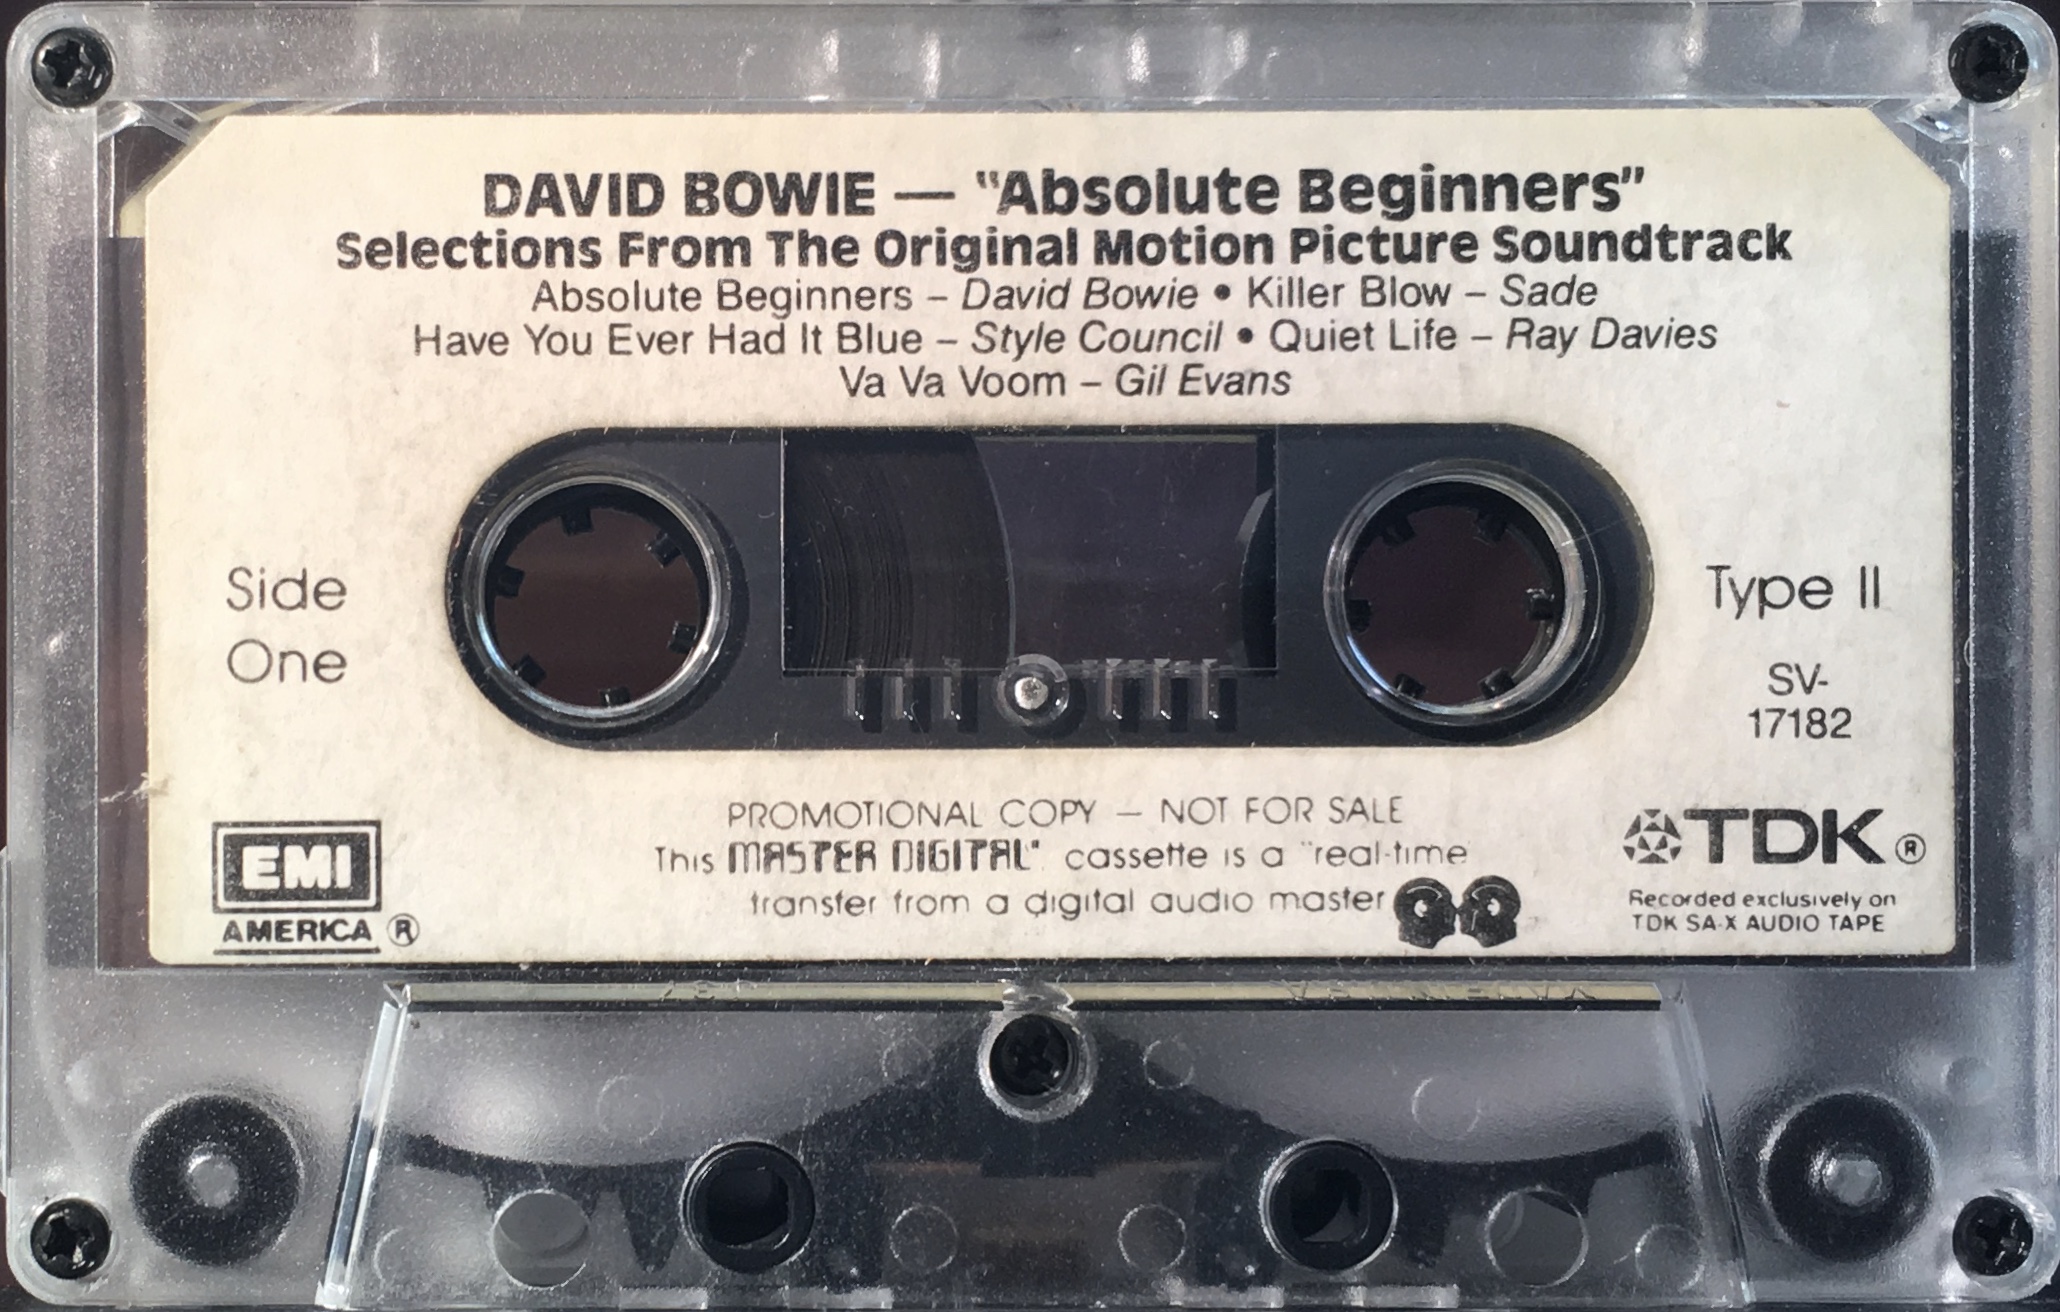 DAVID BOWIE — "Absolute Beginners"
Selections From The Original Motion Picture Soundtrack
Absolute Beginners – David Bowie • Killer Blow – Sade
Have You Ever Had It Blue – Style Council • Quiet Life – Ray Davies
Va Va Voom – Gil Evans
Side
One
Type II
SV-
17182
PROMOTIONAL COPY — NOT FOR SALE
This MASTER DIGITAL" cassette is a "real-time
transfer from a digital audio master
EMI
AMERICA ®
TDK ®
Recorded exclusively on
TDK SA-X AUDIO TAPE